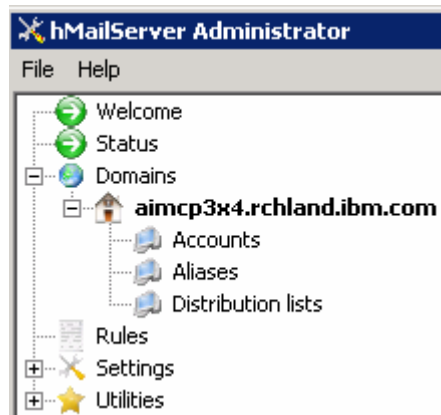 hMailServer Administrator
File Help
Welcome
Status
Domains
aimcp3x4.rchland.ibm.com
Accounts
Aliases
Distribution lists
Rules
Settings
Utilities